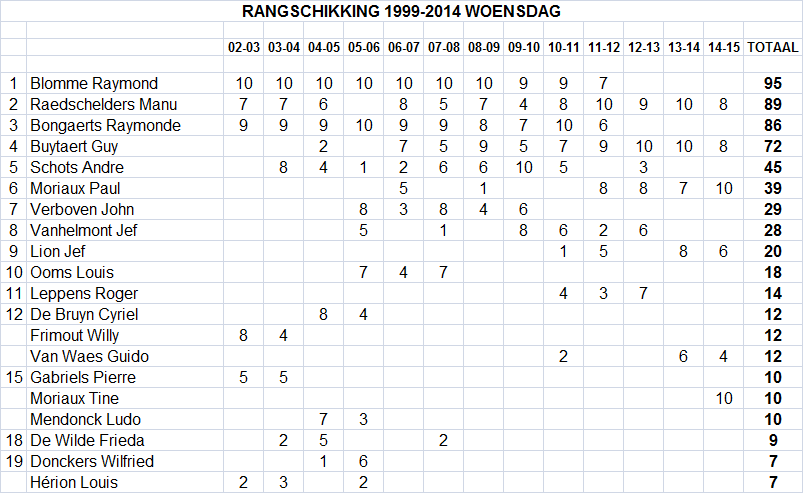 RANGSCHIKKING 1999-2014 WOENSDAG
02-03 03-04 04-05 05-06 06-07 07-08 08-09 09-10 10-11 11-12 12-13 13-14 14-15 TOTAAL
1 Blomme Raymond 10 10 10 10 10 10 10 9 9 7 95
2 Raedschelders Manu 7 7 6 8 5 7 4 8 10 9 10 8 89
3 Bongaerts Raymonde 9 9 9 10 9 9 8 7 10 6 86
4 Buytaert Guy 2 7 5 9 5 7 9 10 10 8 72
5 Schots Andre 8 4 1 2 6 6 10 5 3 45
6 Moriaux Paul 5 1 8 8 7 10 39
7 Verboven John 8 3 8 4 6 29
8 Vanhelmont Jef 5 1 8 6 2 6 28
9 Lion Jef 1 5 8 6 20
10 Ooms Louis 7 4 7 18
11 Leppens Roger 4 3 7 14
12 De Bruyn Cyriel 8 4 12
Frimout Willy 8 4 12
Van Waes Guido 2 6 4 12
15 Gabriels Pierre 5 5 10
Moriaux Tine 10 10
Mendonck Ludo 7 3 10
18 De Wilde Frieda 2 5 2 9
19 Donckers Wilfried 1 6 7
Hérion Louis 2 3 2 7